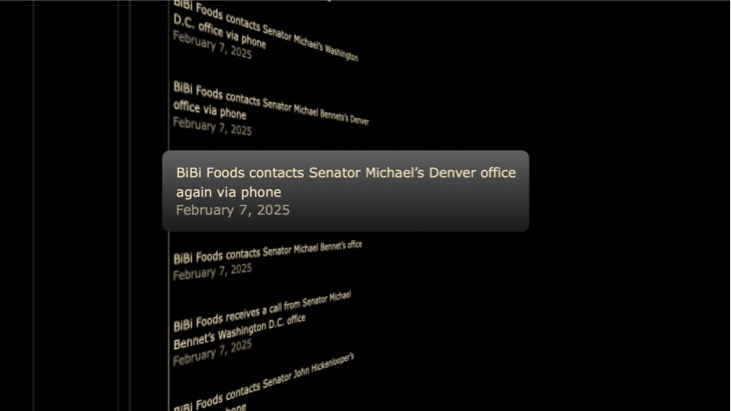 BiBi Foods contacts Senator Michael's Washington
D.C. office via phone
February 7, 2025
BiBi Foods contacts Senator Michael Bennets's Denver
office via phone
February 7, 2025
BiBi Foods contacts Senator Michael's Denver office
again via phone
February 7, 2025
BiBi Foods contacts Senator Michael Bennet's office
February 7, 2025
BiBi Foods receives a call from Senator Michael
Bennet's Washington D.C. office
February 7, 2025
BiBi Foods contacts Senator John Hickenlooper's
phone